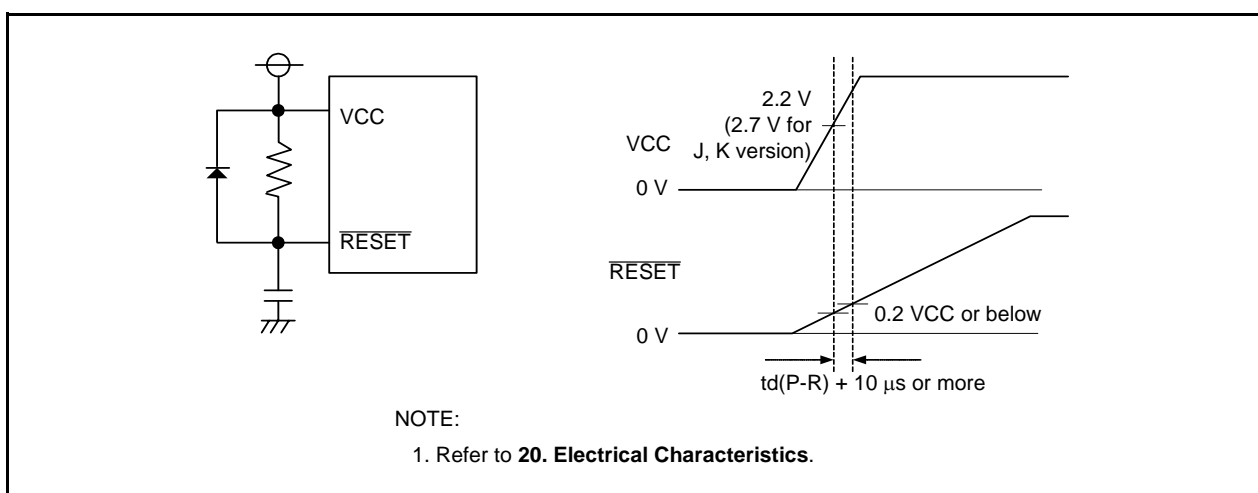 VCC
RESET
2.2 V
(2.7 V for
J, K version)
VCC
0 V
RESET
0.2 VCC or below
0 V
td(P-R) + 10 μs or more
NOTE:
1. Refer to 20. Electrical Characteristics.